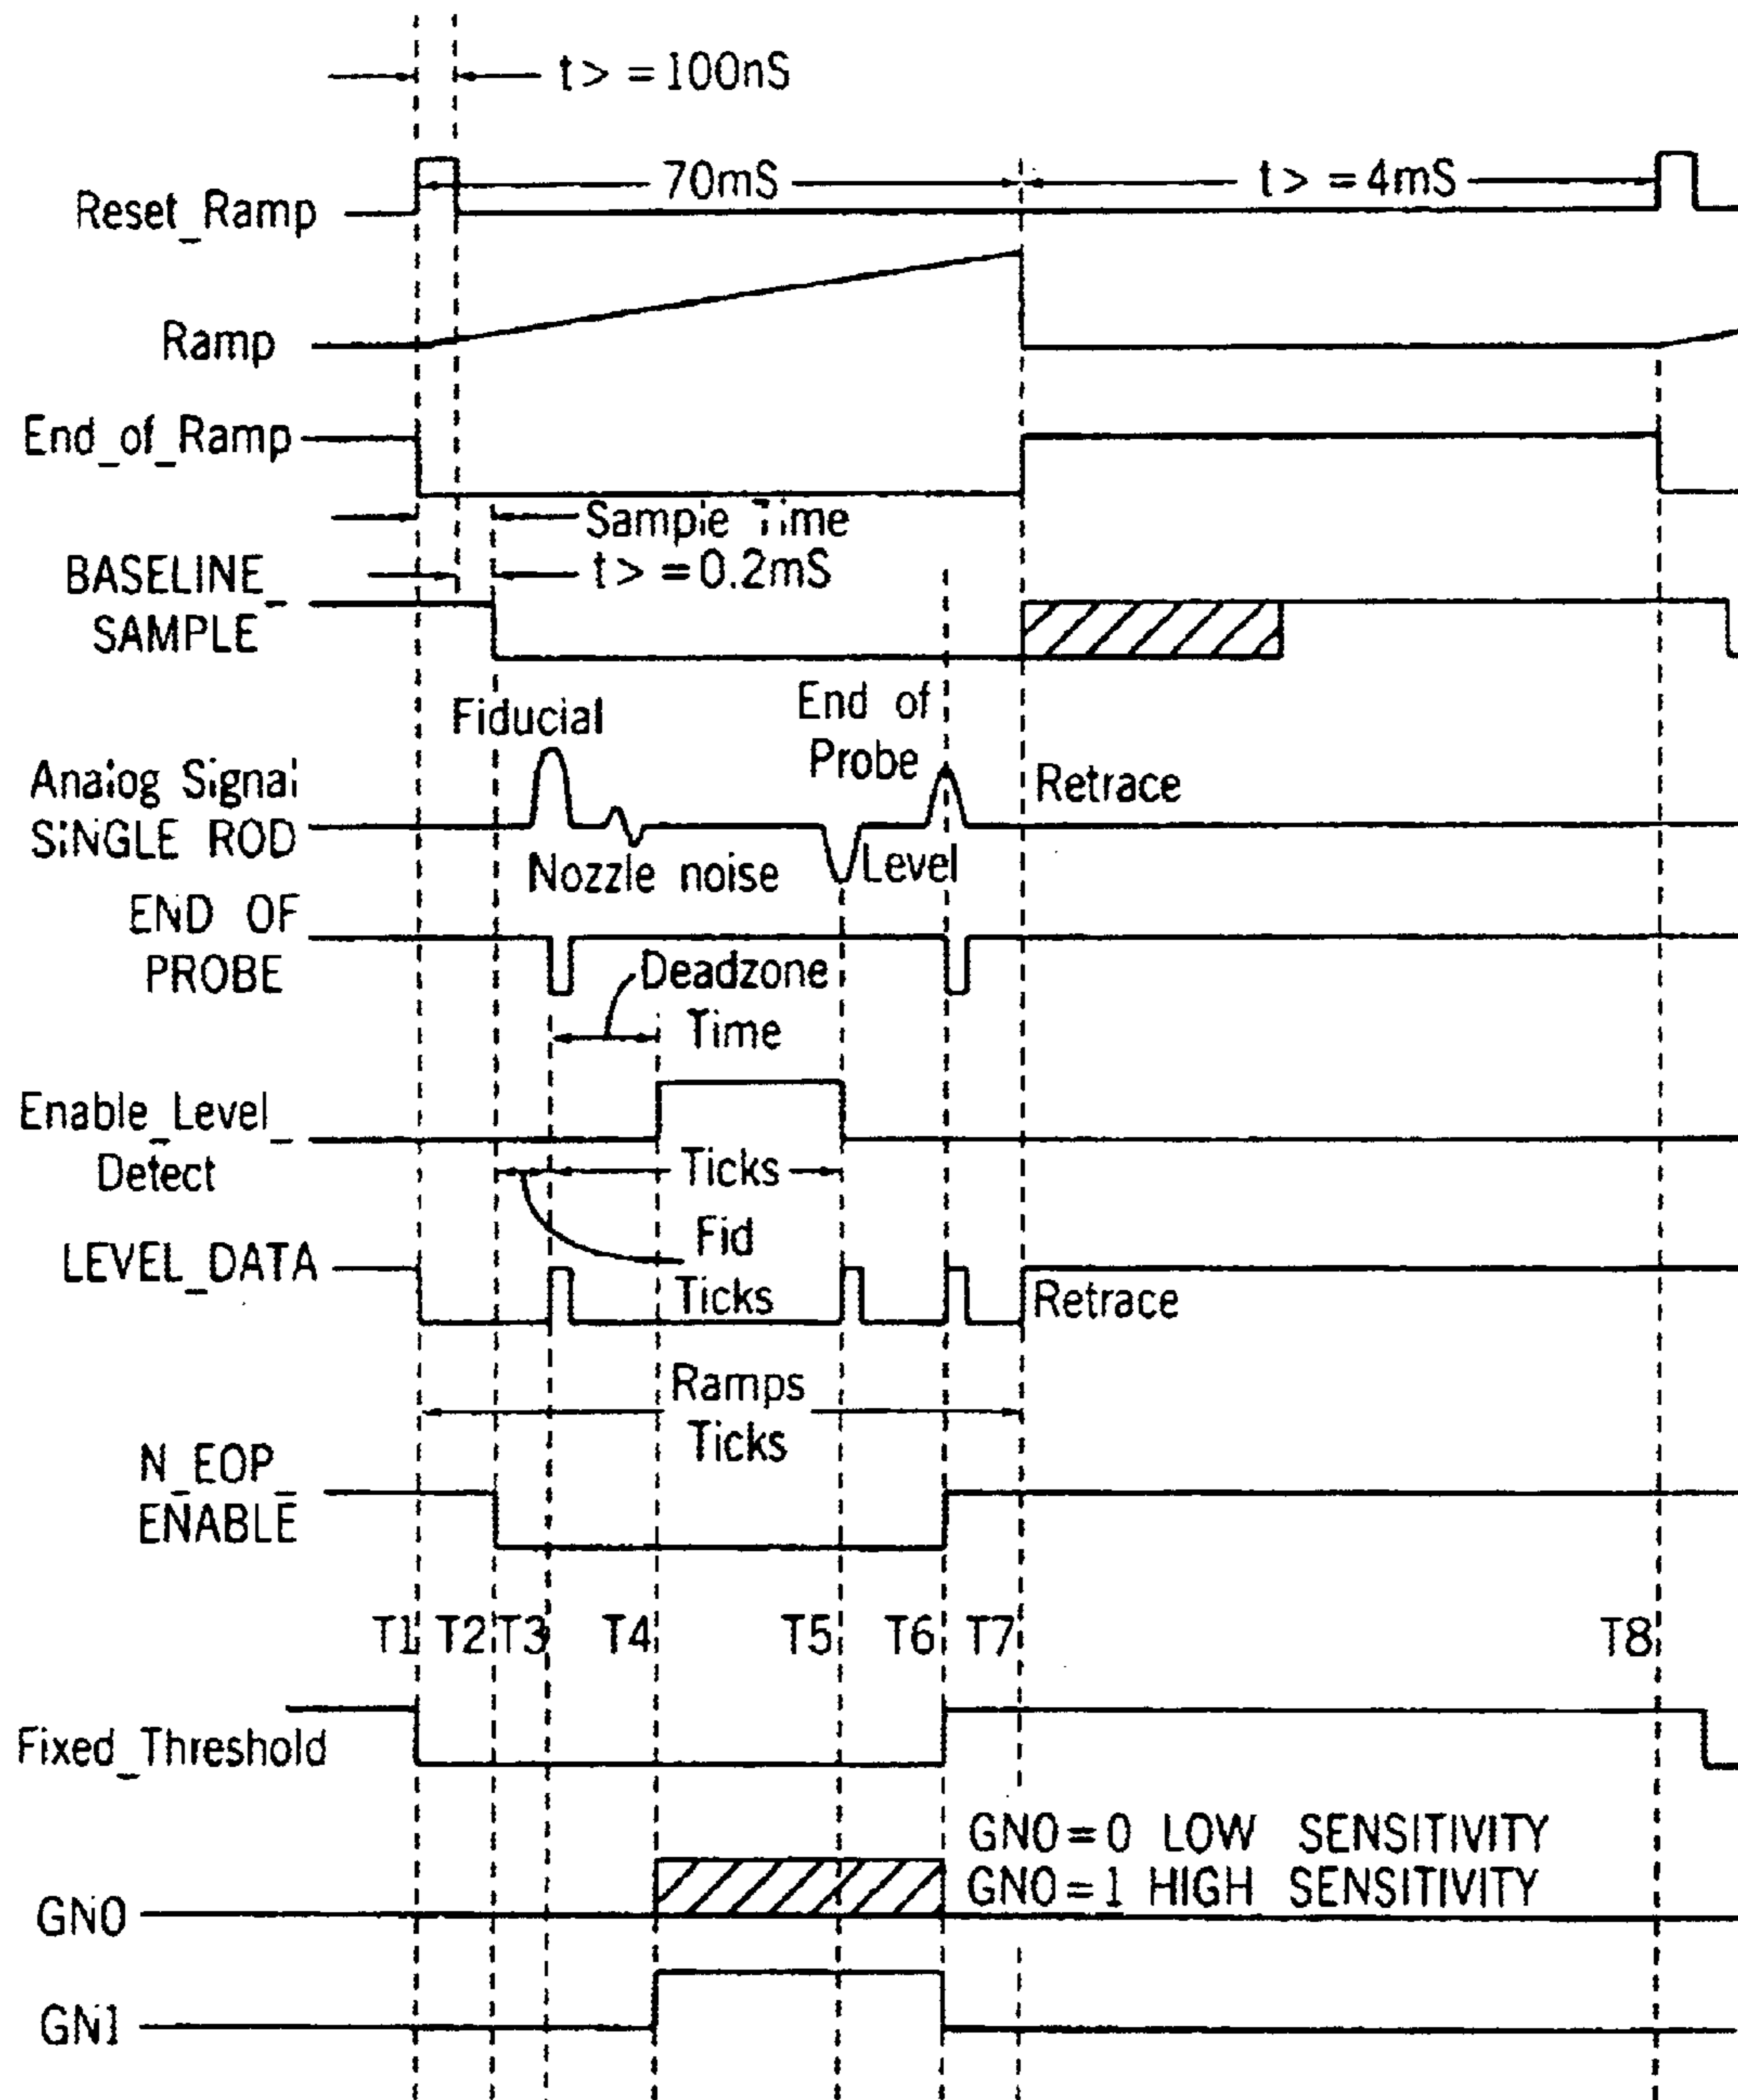 t>=100nS
70mS
t>=4mS
Reset_Ramp
Ramp
End_of_Ramp
Sample Time
t>=0.2mS
BASELINE_
SAMPLE
Fiducial
End of
Probe
Analog Signal
SINGLE ROD
Retrace
Nozzle noise
Level
END OF
PROBE
Deadzone
Time
Enable_Level_
Detect
Ticks
Fid
Ticks
LEVEL_DATA
Retrace
Ramps
Ticks
N_EOP_
ENABLE
T1 T2 T3 T4 T5 T6 T7 T8
Fixed_Threshold
GN0=0 LOW SENSITIVITY
GN0=1 HIGH SENSITIVITY
GN0
GN1